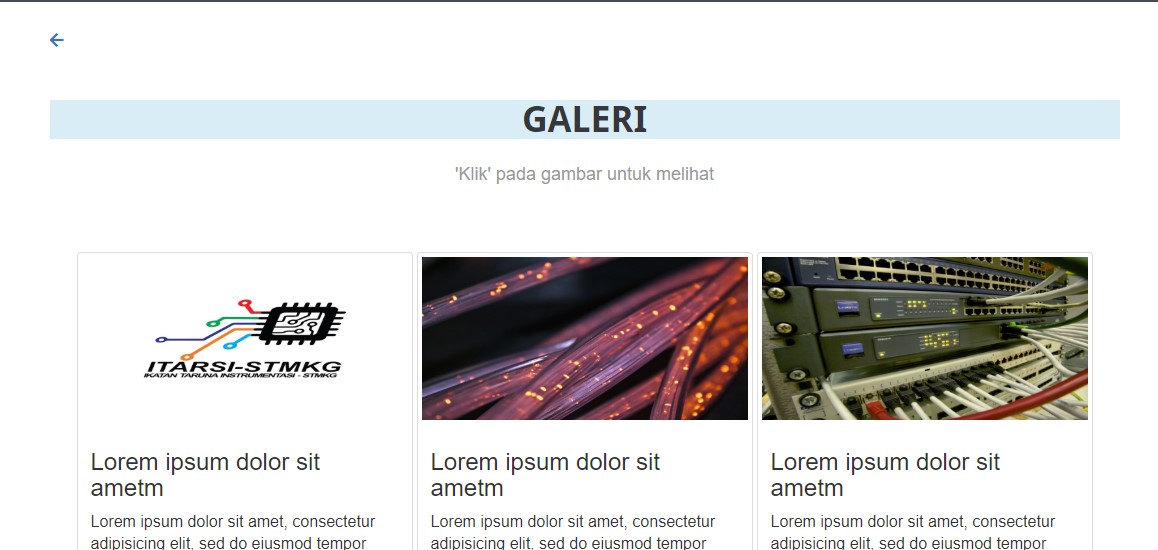 GALERI
'Klik' pada gambar untuk melihat
ITARSI-STMKG
IKATAN TARUNA INSTRUMENTASI - STMKG
Lorem ipsum dolor sit
ametm
Lorem ipsum dolor sit amet, consectetur
adipisicing elit, sed do eiusmod tempor
Lorem ipsum dolor sit
ametm
Lorem ipsum dolor sit amet, consectetur
adipisicing elit, sed do eiusmod tempor
Lorem ipsum dolor sit
ametm
Lorem ipsum dolor sit amet, consectetur
adipisicing elit, sed do eiusmod tempor